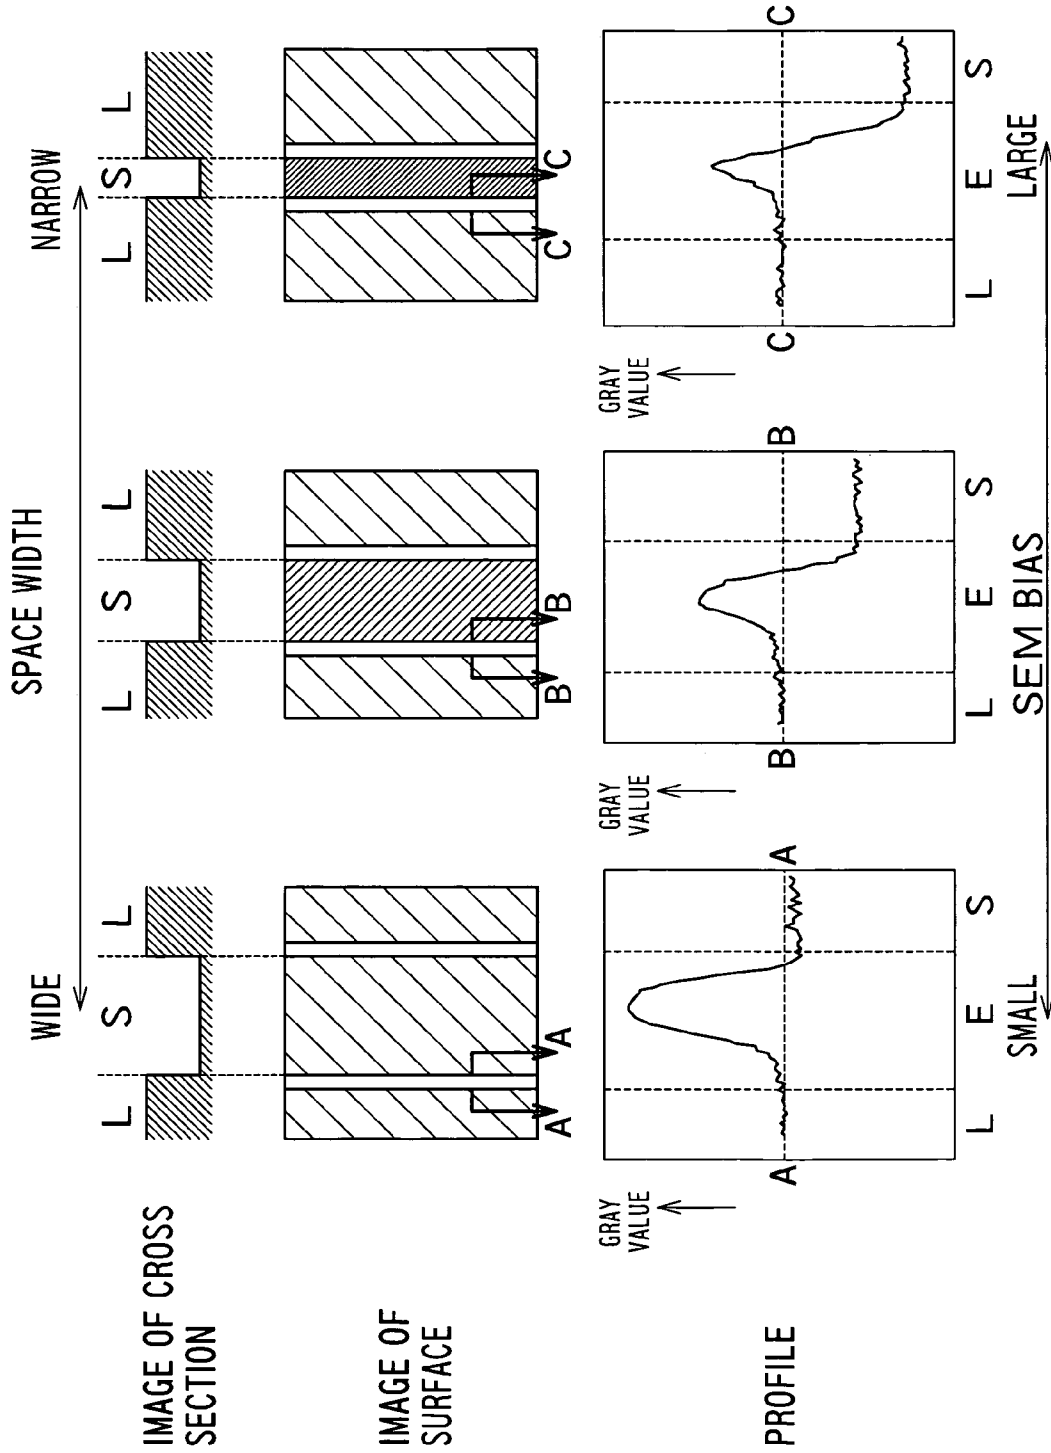 SPACE WIDTH
WIDE
NARROW
IMAGE OF CROSS
SECTION
L S L
L S L
L S L
IMAGE OF
SURFACE
A A
B B
C C
PROFILE
GRAY
VALUE
A A
L E S
GRAY
VALUE
B B
L E S
GRAY
VALUE
C C
L E S
SMALL
LARGE
SEM BIAS